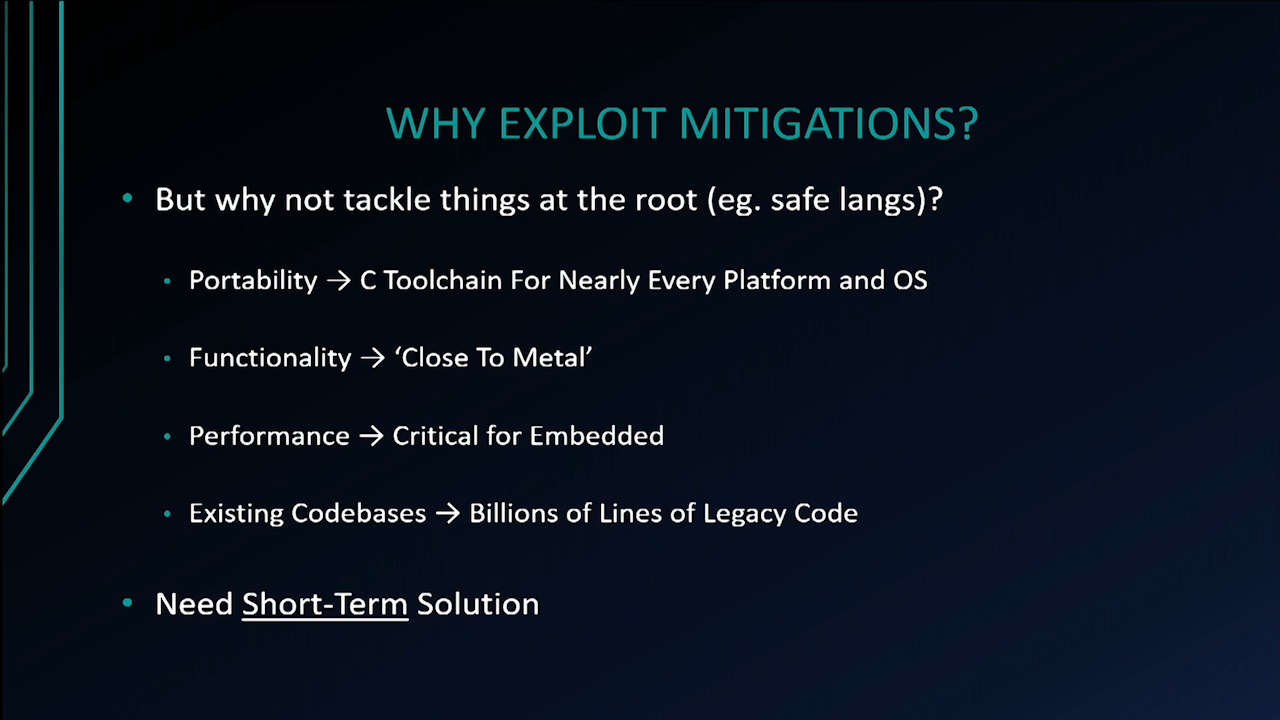 WHY EXPLOIT MITIGATIONS?
• But why not tackle things at the root (eg. safe langs)?
• Portability → C Toolchain For Nearly Every Platform and OS
• Functionality → ‘Close To Metal’
• Performance → Critical for Embedded
• Existing Codebases → Billions of Lines of Legacy Code
• Need Short-Term Solution